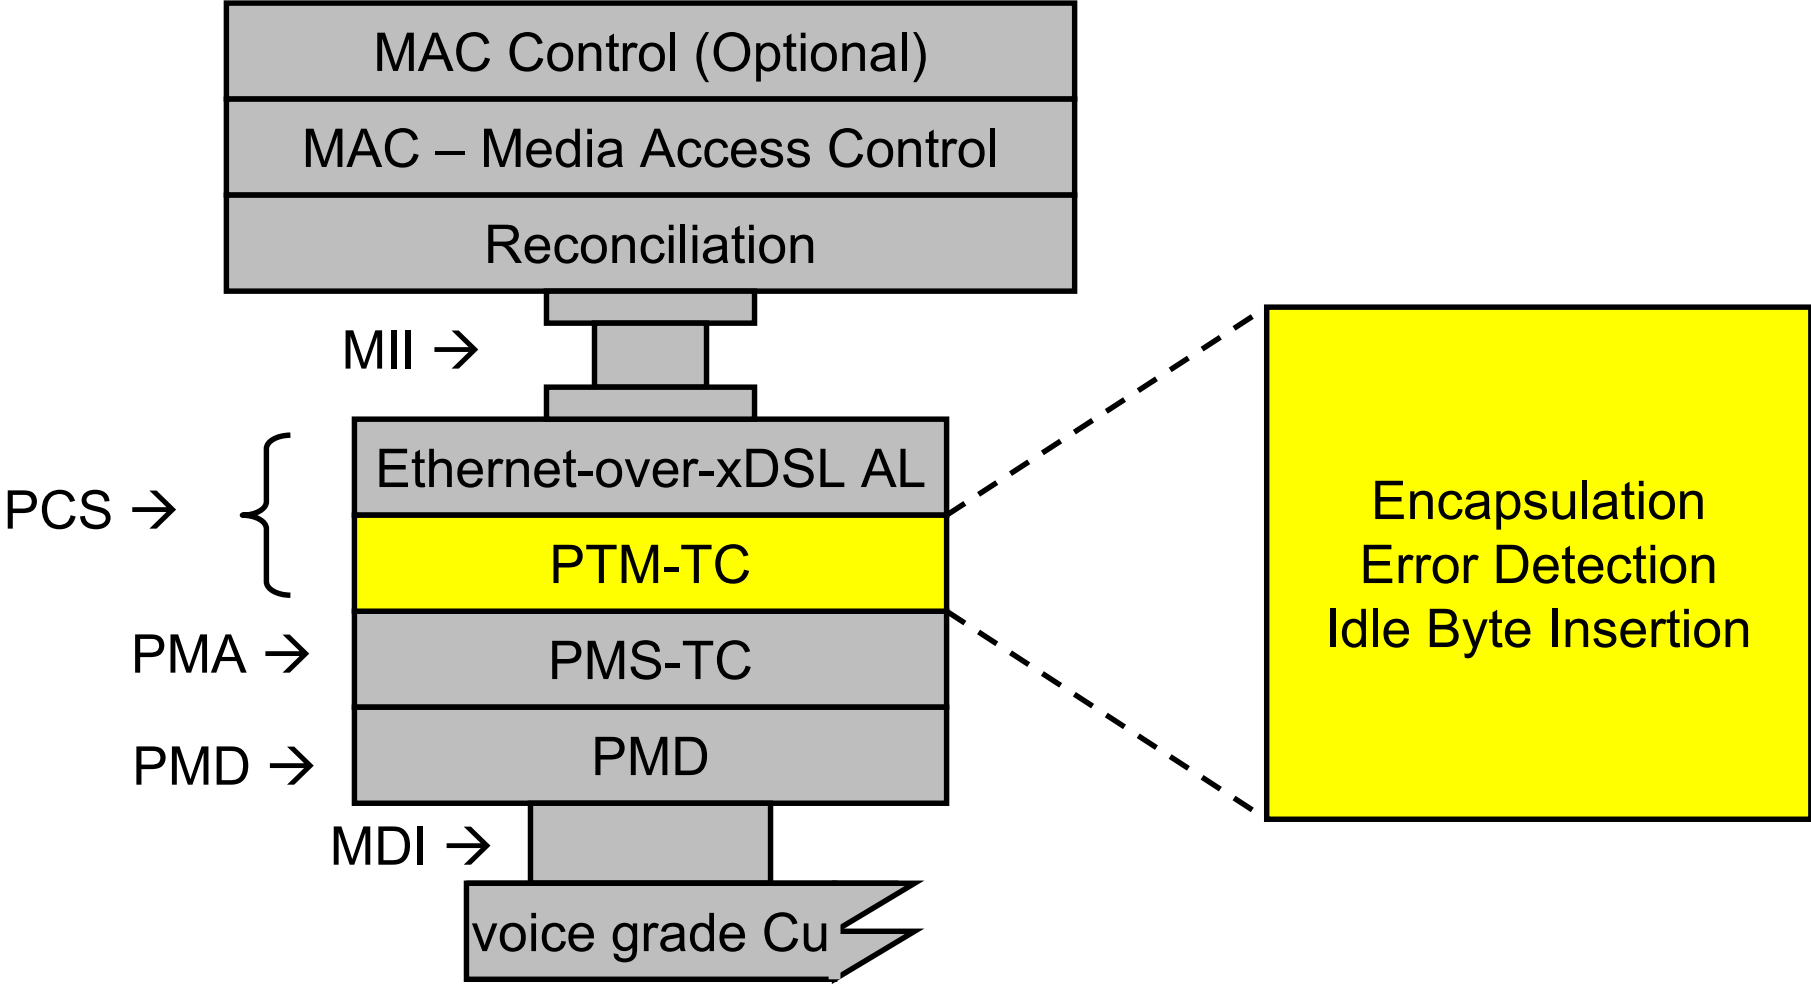 MAC Control (Optional)
MAC – Media Access Control
Reconciliation
MII →
Ethernet-over-xDSL AL
PCS →
PTM-TC
PMA →
PMS-TC
PMD →
PMD
MDI →
voice grade Cu
Encapsulation
Error Detection
Idle Byte Insertion